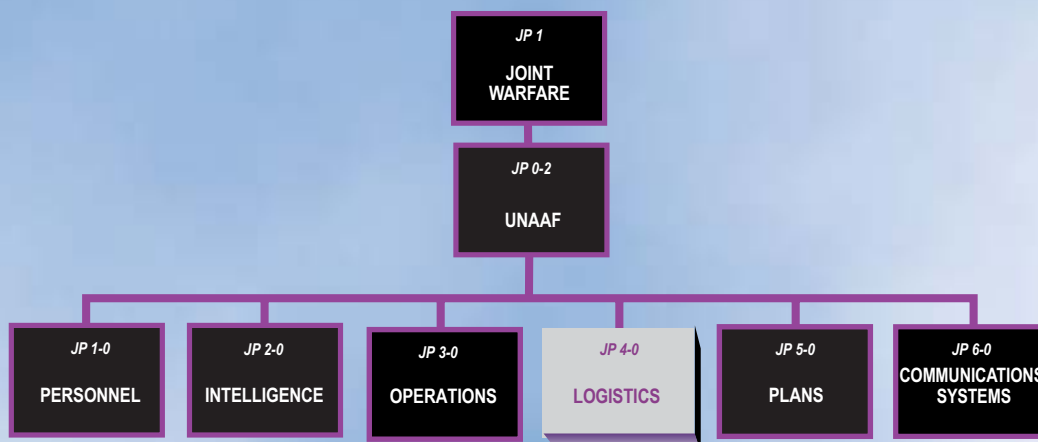 JP 1
JOINT
WARFARE
JP 0-2
UNAAF
JP 1-0
PERSONNEL
JP 2-0
INTELLIGENCE
JP 3-0
OPERATIONS
JP 4-0
LOGISTICS
JP 5-0
PLANS
JP 6-0
COMMUNICATIONS
SYSTEMS